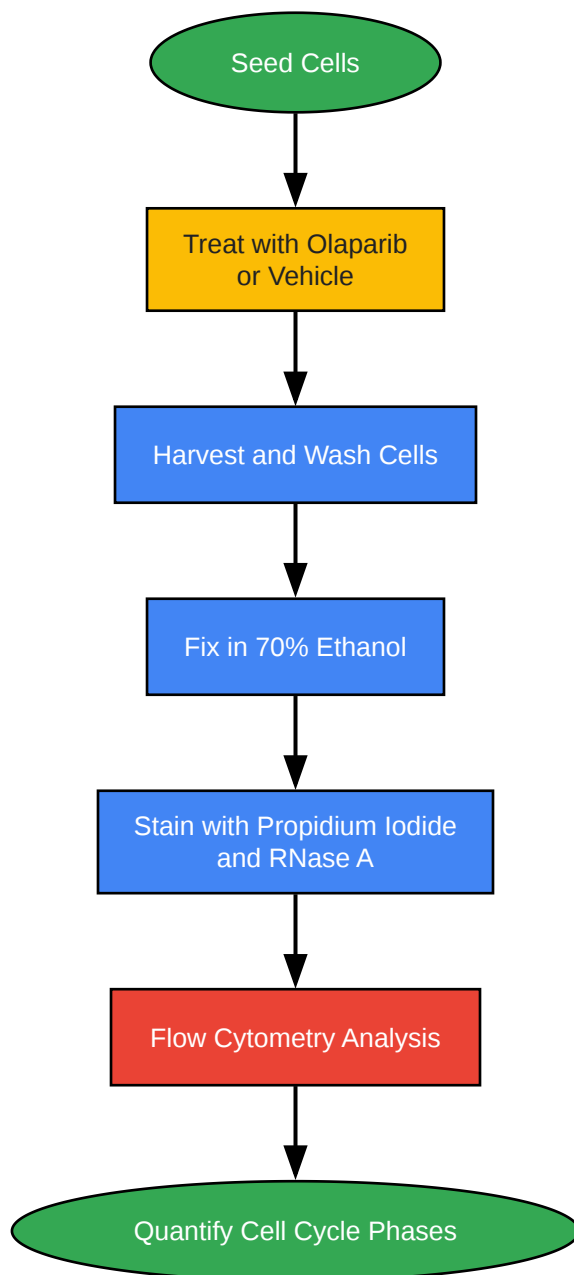 Seed Cells
Treat with Olaparib
or Vehicle
Harvest and Wash Cells
Fix in 70% Ethanol
Stain with Propidium Iodide
and RNase A
Flow Cytometry Analysis
Quantify Cell Cycle Phases